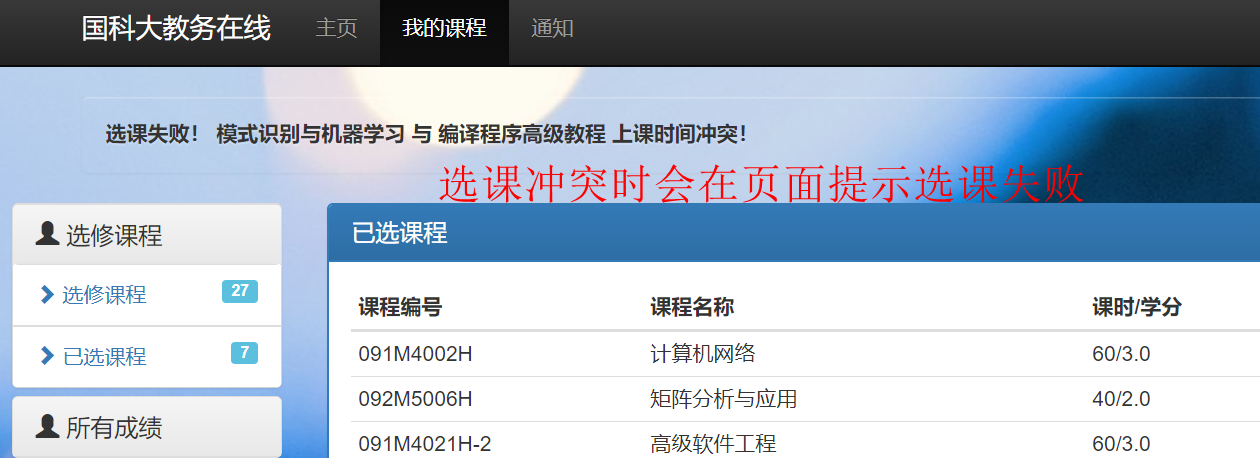 国科大教务在线 主页 我的课程 通知
选课失败！ 模式识别与机器学习 与 编译程序高级教程 上课时间冲突！
选课冲突时会在页面提示选课失败
选修课程
选修课程 27
已选课程 7
所有成绩
已选课程
课程编号 课程名称 课时/学分
091M4002H 计算机网络 60/3.0
092M5006H 矩阵分析与应用 40/2.0
091M4021H-2 高级软件工程 60/3.0